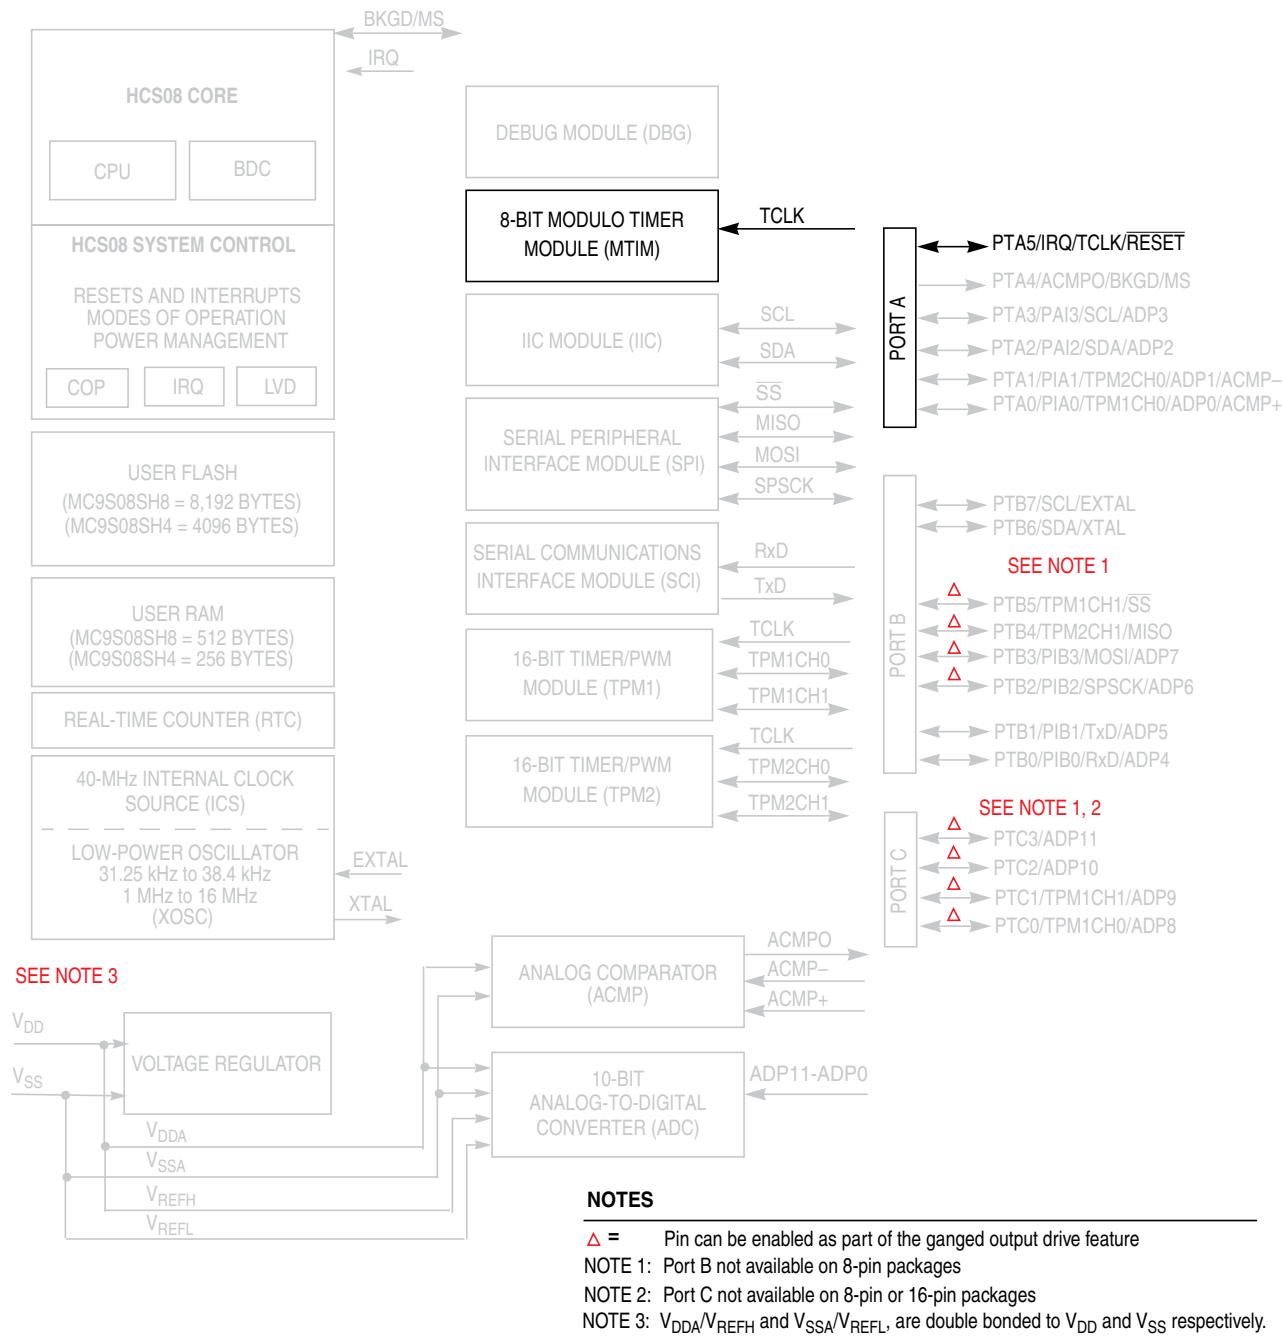 BKGD/MS
IRQ
HCS08 CORE
CPU
BDC
HCS08 SYSTEM CONTROL
RESETS AND INTERRUPTS
MODES OF OPERATION
POWER MANAGEMENT
COP
IRQ
LVD
USER FLASH
(MC9S08SH8 = 8,192 BYTES)
(MC9S08SH4 = 4096 BYTES)
USER RAM
(MC9S08SH8 = 512 BYTES)
(MC9S08SH4 = 256 BYTES)
REAL-TIME COUNTER (RTC)
40-MHz INTERNAL CLOCK
SOURCE (ICS)
LOW-POWER OSCILLATOR
31.25 kHz to 38.4 kHz
1 MHz to 16 MHz
(XOSC)
EXTAL
XTAL
SEE NOTE 3
VDD
VSS
VOLTAGE REGULATOR
VDDA
VSSA
VREFH
VREFL
DEBUG MODULE (DBG)
8-BIT MODULO TIMER
MODULE (MTIM)
TCLK
IIC MODULE (IIC)
SCL
SDA
SERIAL PERIPHERAL
INTERFACE MODULE (SPI)
SS
MISO
MOSI
SPSCK
SERIAL COMMUNICATIONS
INTERFACE MODULE (SCI)
RxD
TxD
16-BIT TIMER/PWM
MODULE (TPM1)
TCLK
TPM1CH0
TPM1CH1
16-BIT TIMER/PWM
MODULE (TPM2)
TCLK
TPM2CH0
TPM2CH1
ANALOG COMPARATOR
(ACMP)
ACMPO
ACMP–
ACMP+
10-BIT
ANALOG-TO-DIGITAL
CONVERTER (ADC)
ADP11-ADP0
PORT A
PTA5/IRQ/TCLK/RESET
PTA4/ACMPO/BKGD/MS
PTA3/PAI3/SCL/ADP3
PTA2/PAI2/SDA/ADP2
PTA1/PIA1/TPM2CH0/ADP1/ACMP–
PTA0/PIA0/TPM1CH0/ADP0/ACMP+
PORT B
PTB7/SCL/EXTAL
PTB6/SDA/XTAL
SEE NOTE 1
PTB5/TPM1CH1/SS
PTB4/TPM2CH1/MISO
PTB3/PIB3/MOSI/ADP7
PTB2/PIB2/SPSCK/ADP6
PTB1/PIB1/TxD/ADP5
PTB0/PIB0/RxD/ADP4
SEE NOTE 1, 2
PORT C
PTC3/ADP11
PTC2/ADP10
PTC1/TPM1CH1/ADP9
PTC0/TPM1CH0/ADP8
NOTES
Δ = Pin can be enabled as part of the ganged output drive feature
NOTE 1: Port B not available on 8-pin packages
NOTE 2: Port C not available on 8-pin or 16-pin packages
NOTE 3: VDDA/VREFH and VSSA/VREFL, are double bonded to VDD and VSS respectively.